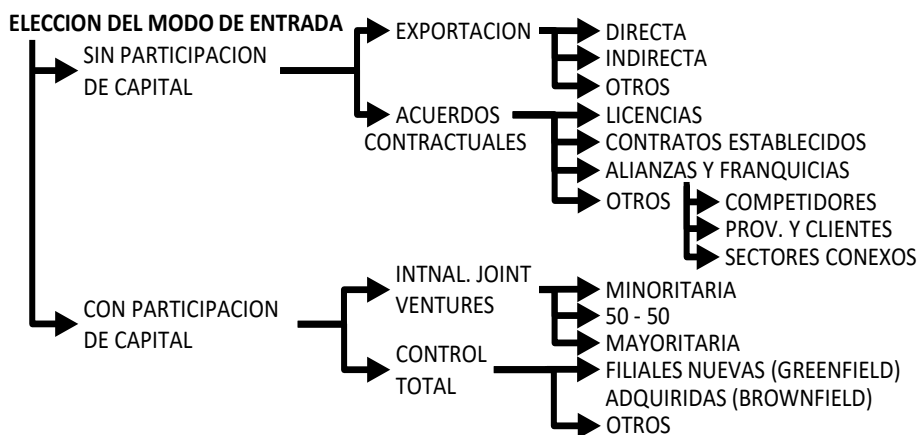 ELECCION DEL MODO DE ENTRADA
SIN PARTICIPACION
DE CAPITAL
EXPORTACION
DIRECTA
INDIRECTA
OTROS
ACUERDOS
CONTRACTUALES
LICENCIAS
CONTRATOS ESTABLECIDOS
ALIANZAS Y FRANQUICIAS
OTROS
COMPETIDORES
PROV. Y CLIENTES
SECTORES CONEXOS
CON PARTICIPACION
DE CAPITAL
INTNAL. JOINT
VENTURES
MINORITARIA
50 - 50
MAYORITARIA
CONTROL
TOTAL
FILIALES NUEVAS (GREENFIELD)
ADQUIRIDAS (BROWNFIELD)
OTROS